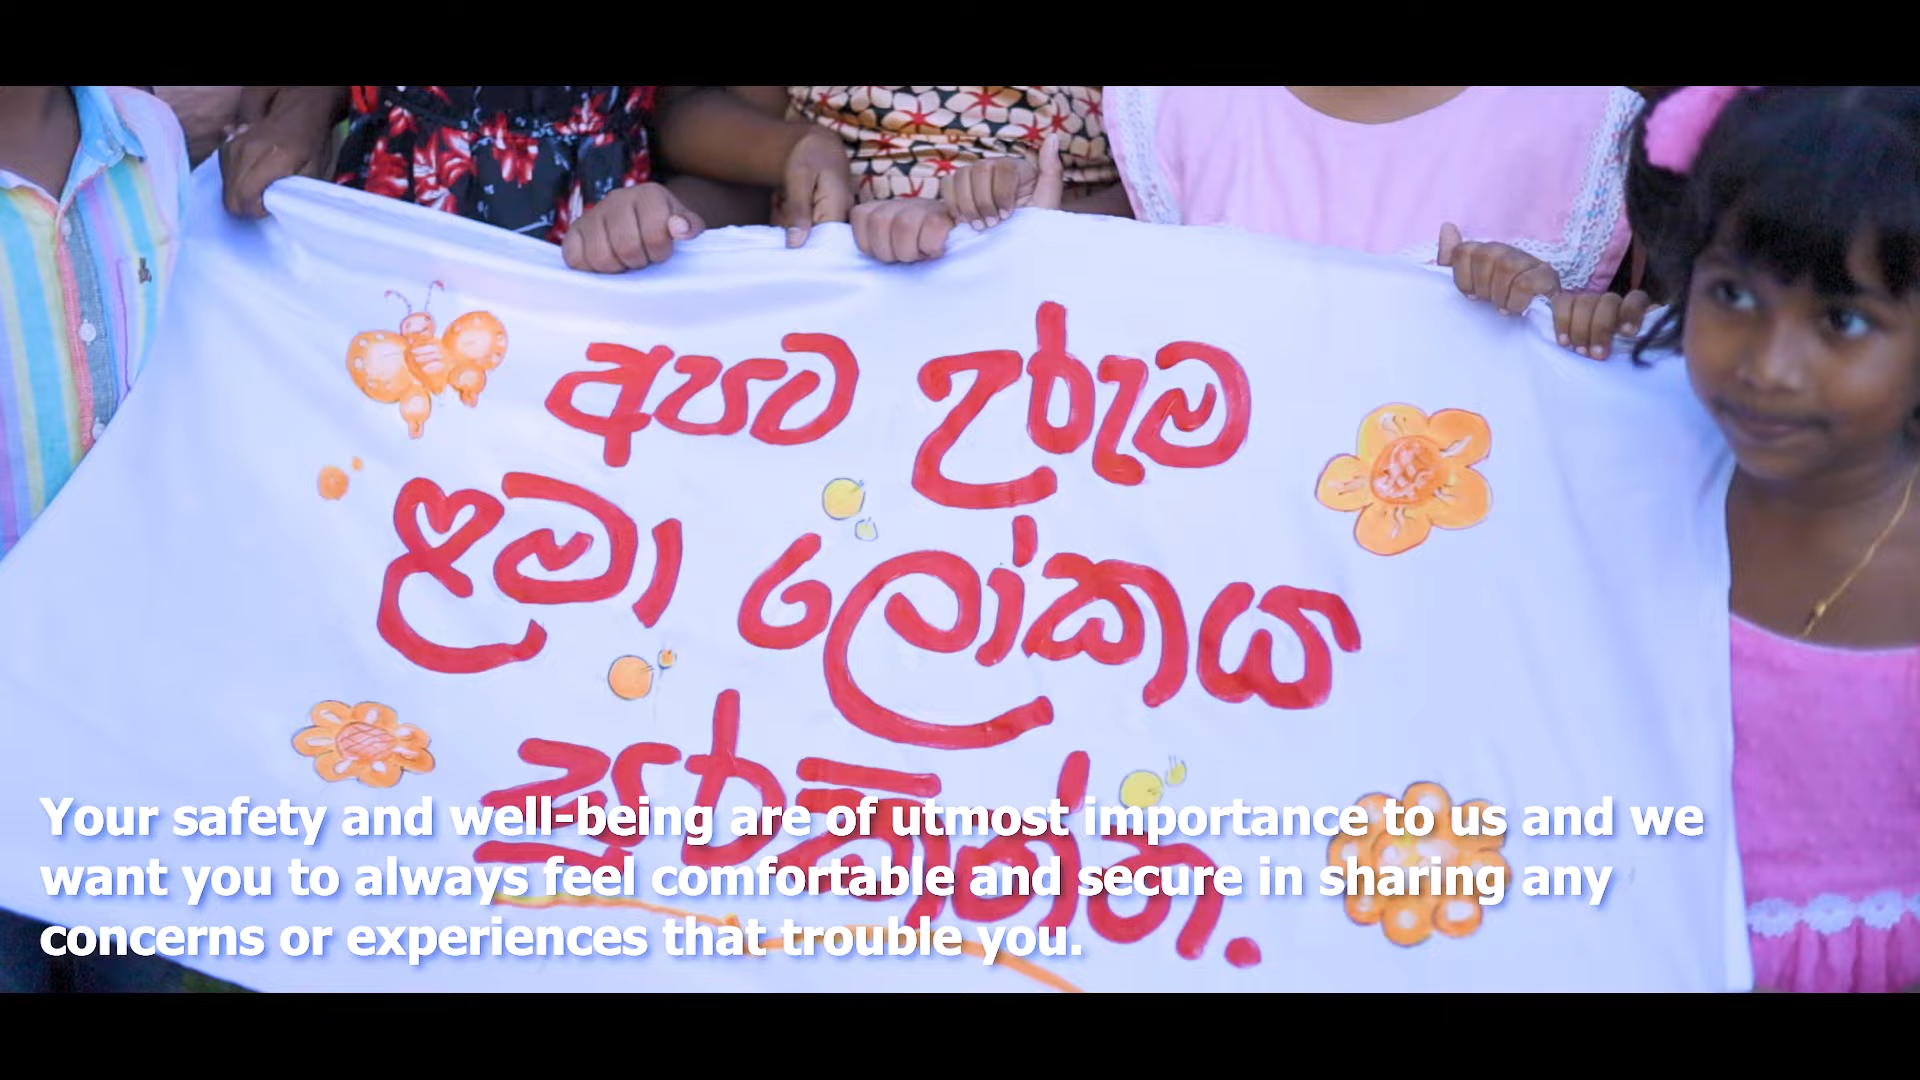 අපට උරුම
ළමා ලෝකය
සුරකින්න.
Your safety and well-being are of utmost importance to us and we
want you to always feel comfortable and secure in sharing any
concerns or experiences that trouble you.